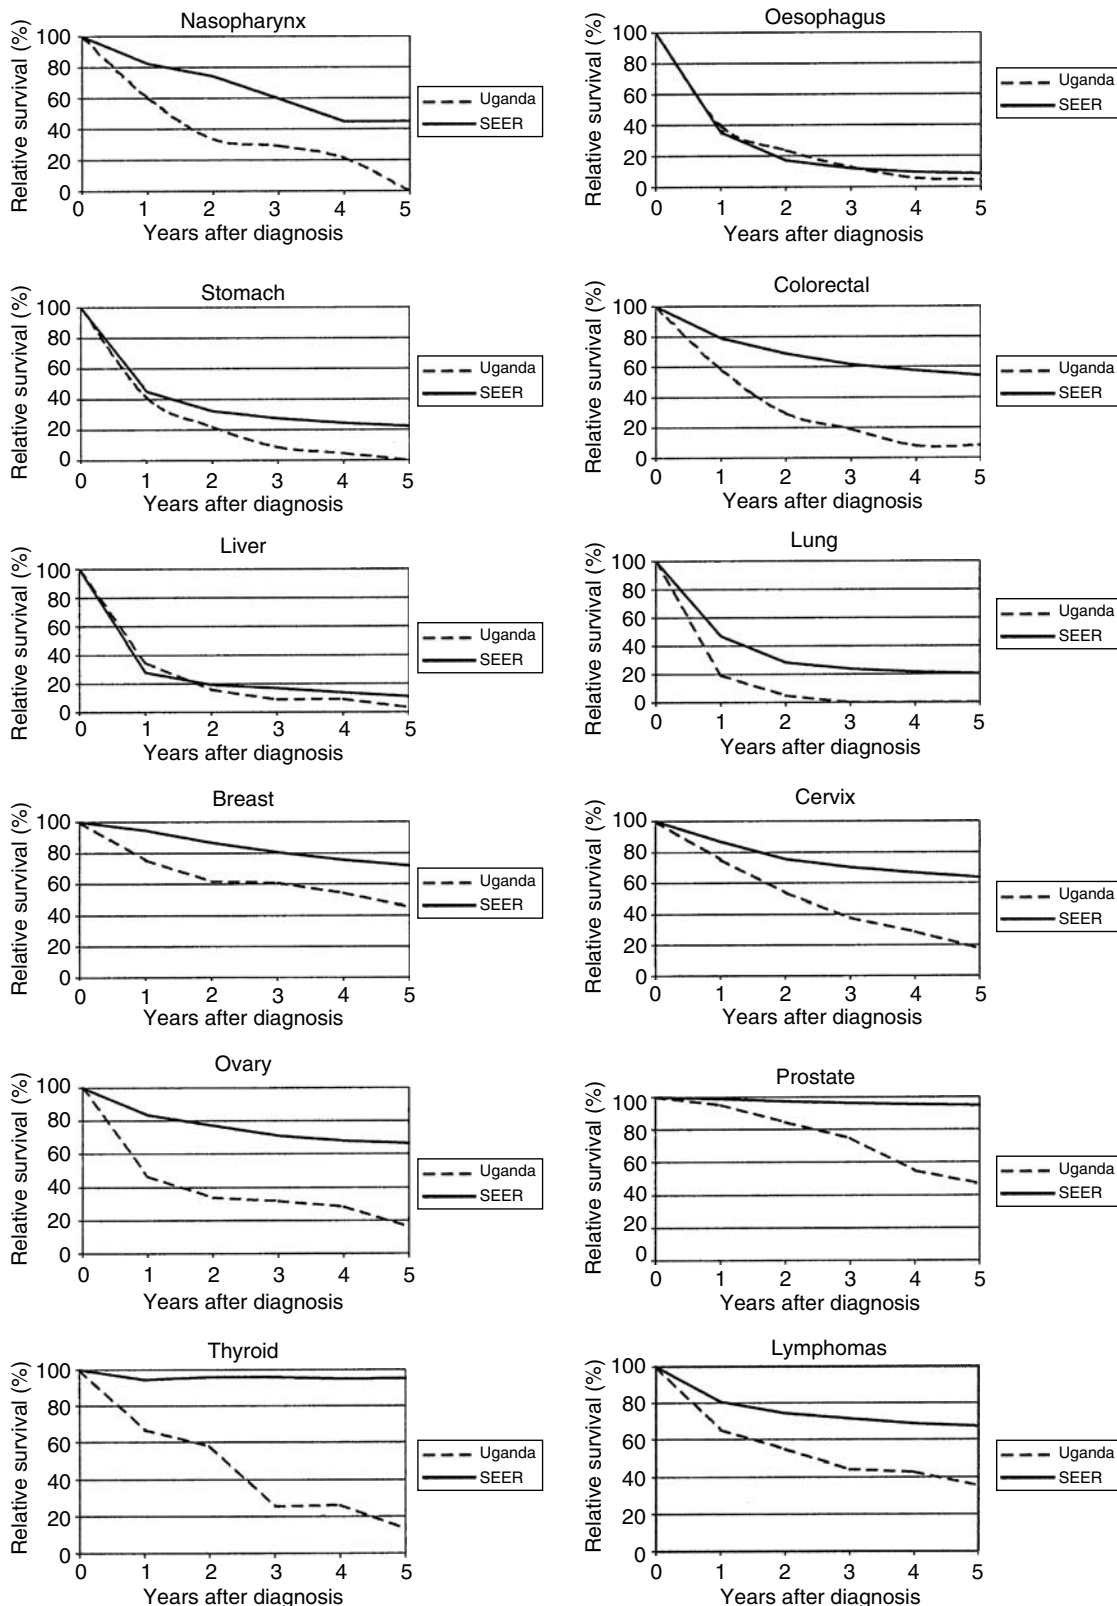 Nasopharynx
Relative survival (%)
100
80
60
40
20
0
0 1 2 3 4 5
Years after diagnosis
Uganda
SEER
Oesophagus
Relative survival (%)
100
80
60
40
20
0
0 1 2 3 4 5
Years after diagnosis
Uganda
SEER
Stomach
Relative survival (%)
100
80
60
40
20
0
0 1 2 3 4 5
Years after diagnosis
Uganda
SEER
Colorectal
Relative survival (%)
100
80
60
40
20
0
0 1 2 3 4 5
Years after diagnosis
Uganda
SEER
Liver
Relative survival (%)
100
80
60
40
20
0
0 1 2 3 4 5
Years after diagnosis
Uganda
SEER
Lung
Relative survival (%)
100
80
60
40
20
0
0 1 2 3 4 5
Years after diagnosis
Uganda
SEER
Breast
Relative survival (%)
100
80
60
40
20
0
0 1 2 3 4 5
Years after diagnosis
Uganda
SEER
Cervix
Relative survival (%)
100
80
60
40
20
0
0 1 2 3 4 5
Years after diagnosis
Uganda
SEER
Ovary
Relative survival (%)
100
80
60
40
20
0
0 1 2 3 4 5
Years after diagnosis
Uganda
SEER
Prostate
Relative survival (%)
100
80
60
40
20
0
0 1 2 3 4 5
Years after diagnosis
Uganda
SEER
Thyroid
Relative survival (%)
100
80
60
40
20
0
0 1 2 3 4 5
Years after diagnosis
Uganda
SEER
Lymphomas
Relative survival (%)
100
80
60
40
20
0
0 1 2 3 4 5
Years after diagnosis
Uganda
SEER